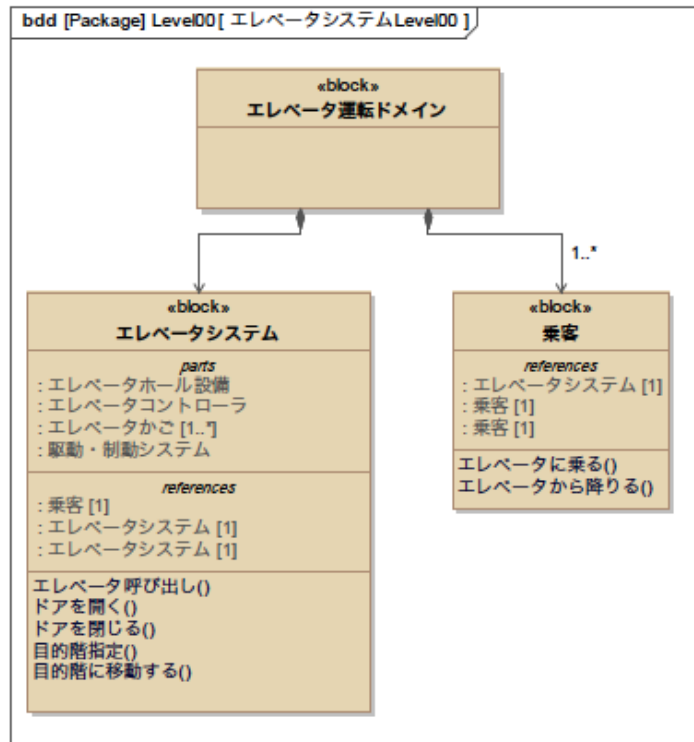 bdd [Package] Level00[ エレベータシステムLevel00 ]
«block»
エレベータ運転ドメイン
1..*
«block»
エレベータシステム
parts
: エレベータホール設備
: エレベータコントローラ
: エレベータかご [1..*]
: 駆動・制動システム
references
: 乗客 [1]
: エレベータシステム [1]
: エレベータシステム [1]
エレベータ呼び出し()
ドアを開く()
ドアを閉じる()
目的階指定()
目的階に移動する()
«block»
乗客
references
: エレベータシステム [1]
: 乗客 [1]
: 乗客 [1]
エレベータに乗る()
エレベータから降りる()